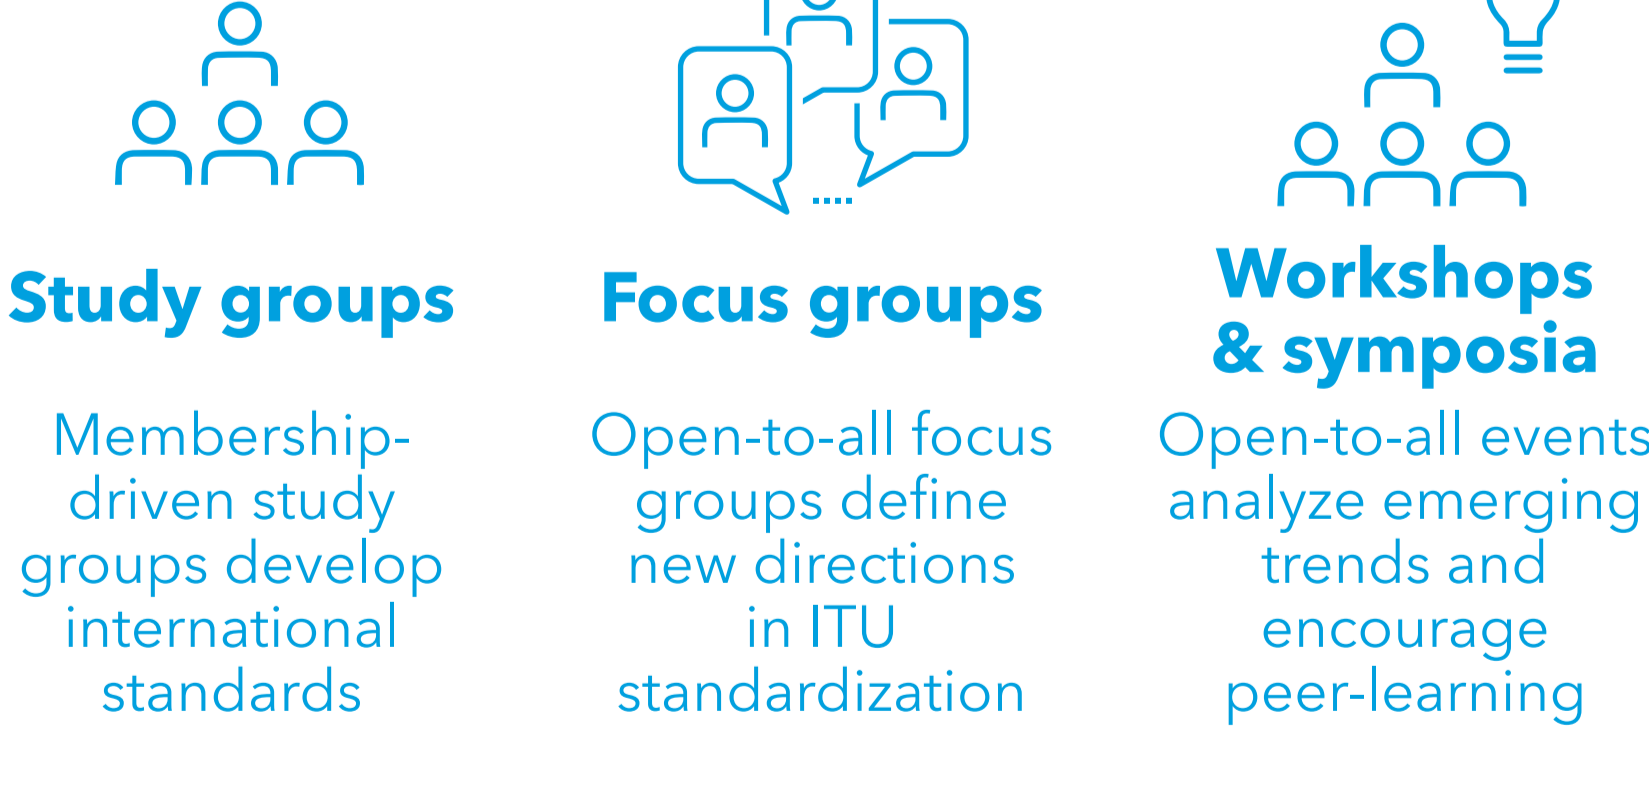 Study groups
Membership-
driven study
groups develop
international
standards
Focus groups
Open-to-all focus
groups define
new directions
in ITU
standardization
Workshops
& symposia
Open-to-all events
analyze emerging
trends and
encourage
peer-learning